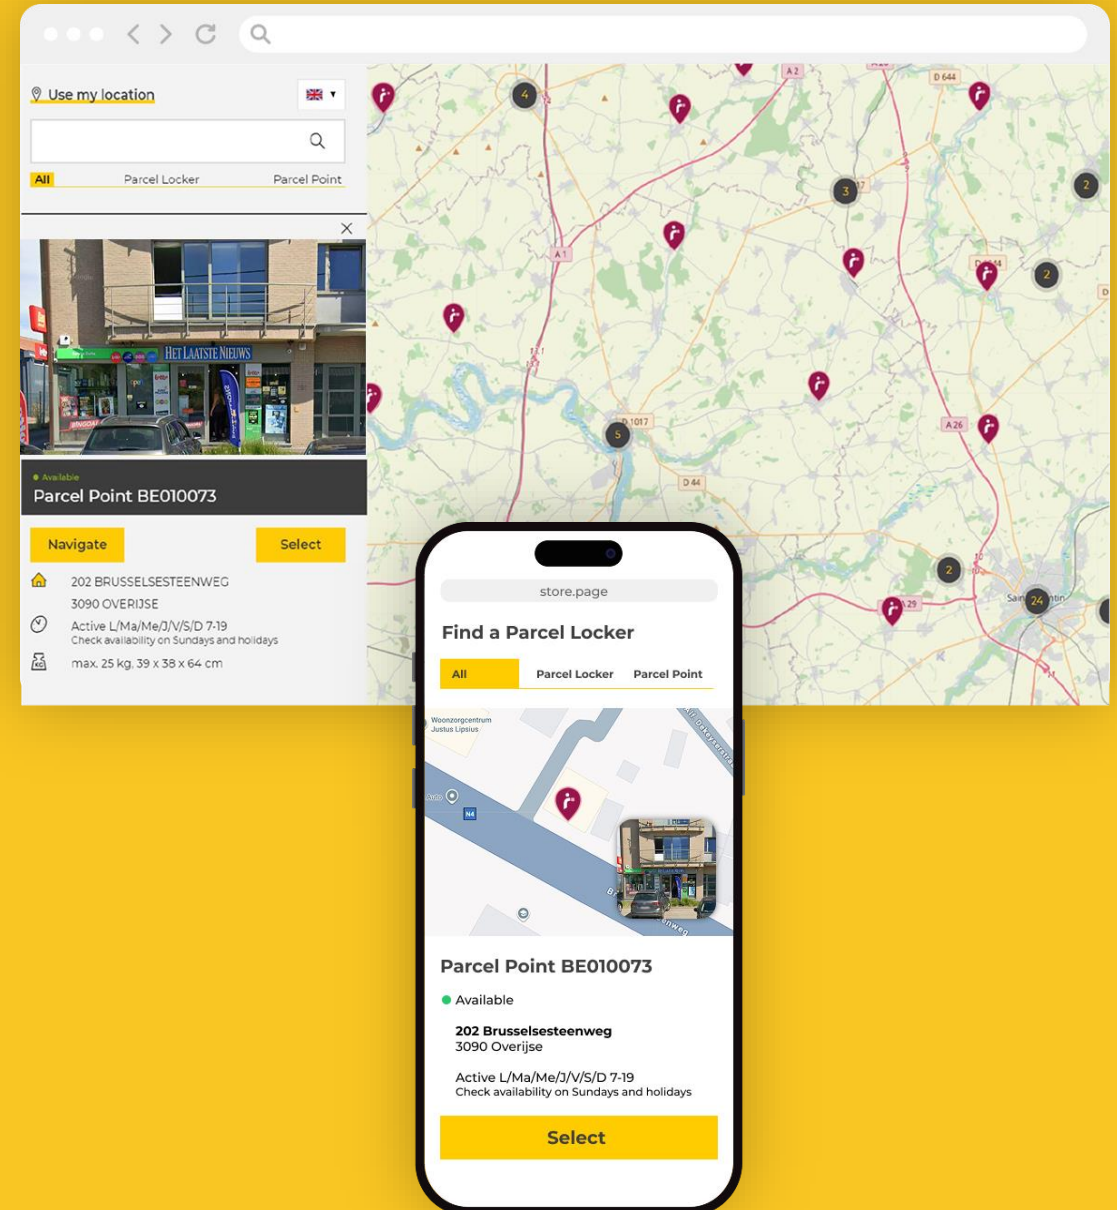 Use my location
All Parcel Locker Parcel Point
HET LAATSTE NIEUWS
Available
Parcel Point BE010073
Navigate Select
202 BRUSSELSESTEENWEG
3090 OVERIJSE
Active L/Ma/Me/J/V/S/D 7-19
Check availability on Sundays and holidays
KG
max. 25 kg, 39 x 38 x 64 cm
A 2
D 644
4
3
2
A 1
2
D 1017
5
A 26
D 44
2
24
A 29
store.page
Find a Parcel Locker
All Parcel Locker Parcel Point
Woonzorgcentrum
Justus Lipsius
Auto
N4
Parcel Point BE010073
Available
202 Brusselsesteenweg
3090 Overijse
Active L/Ma/Me/J/V/S/D 7-19
Check availability on Sundays and holidays
Select